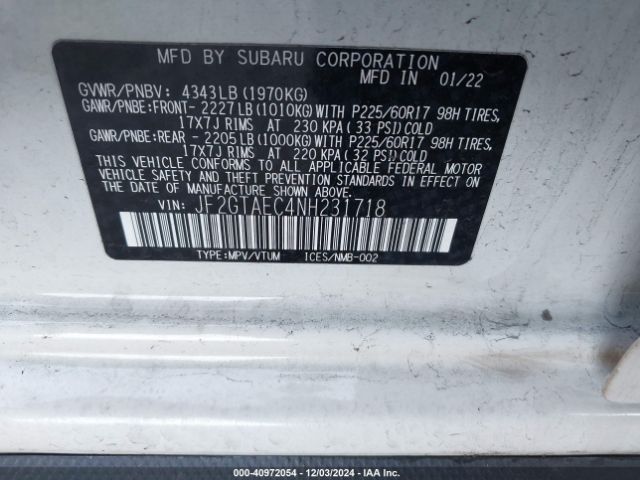 MFD BY SUBARU CORPORATION
MFD IN 01/22
GVWR/PNBV: 4343LB(1970KG)
GAWR/PNBE:FRONT- 2227LB(1010KG)WITH P225/60R17 98H TIRES,
17X7J RIMS AT 230 KPA(33 PSI)COLD
GAWR/PNBE:REAR - 2205LB(1000KG)WITH P225/60R17 98H TIRES,
17X7J RIMS AT 220 KPA(32 PSI)COLD
THIS VEHICLE CONFORMS TO ALL APPLICABLE FEDERAL MOTOR
VEHICLE SAFETY AND THEFT PREVENTION STANDARDS IN EFFECT
ON THE DATE OF MANUFACTURE SHOWN ABOVE.
VIN: JF2GTAEC4NH231718
TYPE:MPV/VTUM ICES/NMB-002
000-40972054 - 12/03/2024 - IAA Inc.